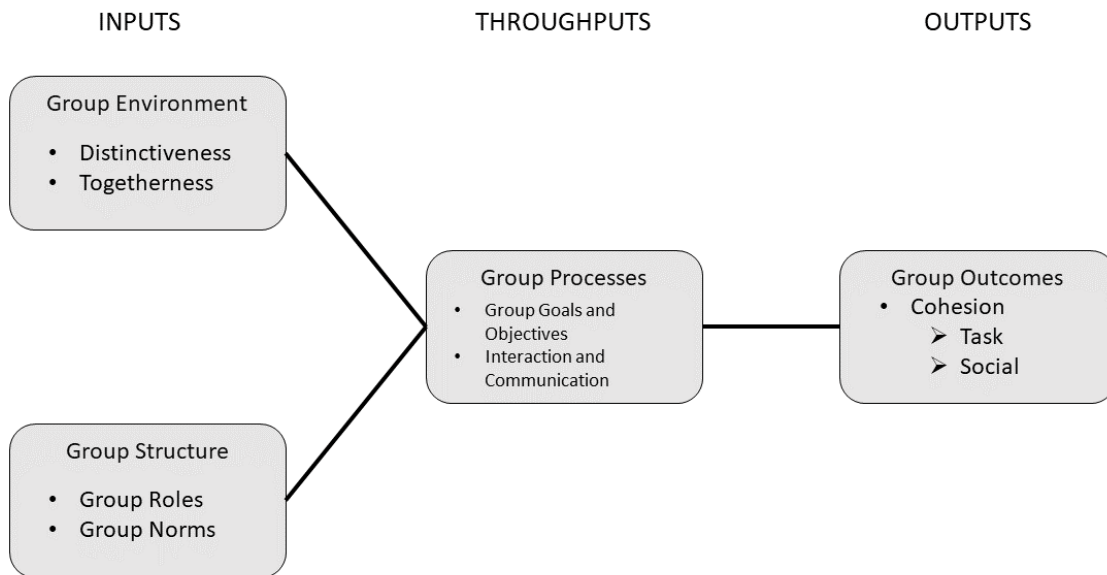 INPUTS
THROUGHPUTS
OUTPUTS
Group Environment
• Distinctiveness
• Togetherness
Group Processes
• Group Goals and
Objectives
• Interaction and
Communication
Group Outcomes
• Cohesion
➢ Task
➢ Social
Group Structure
• Group Roles
• Group Norms